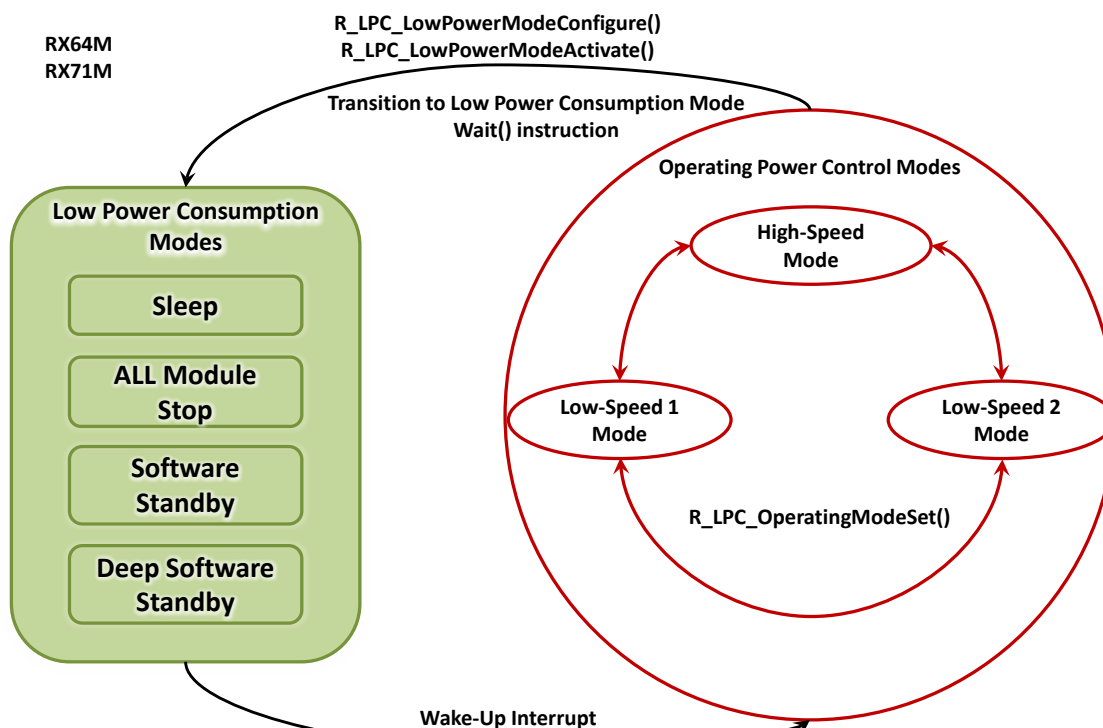 RX64M
RX71M
R_LPC_LowPowerModeConfigure()
R_LPC_LowPowerModeActivate()
Transition to Low Power Consumption Mode
Wait() instruction
Low Power Consumption
Modes
Sleep
ALL Module
Stop
Software
Standby
Deep Software
Standby
Operating Power Control Modes
High-Speed
Mode
Low-Speed 1
Mode
Low-Speed 2
Mode
R_LPC_OperatingModeSet()
Wake-Up Interrupt